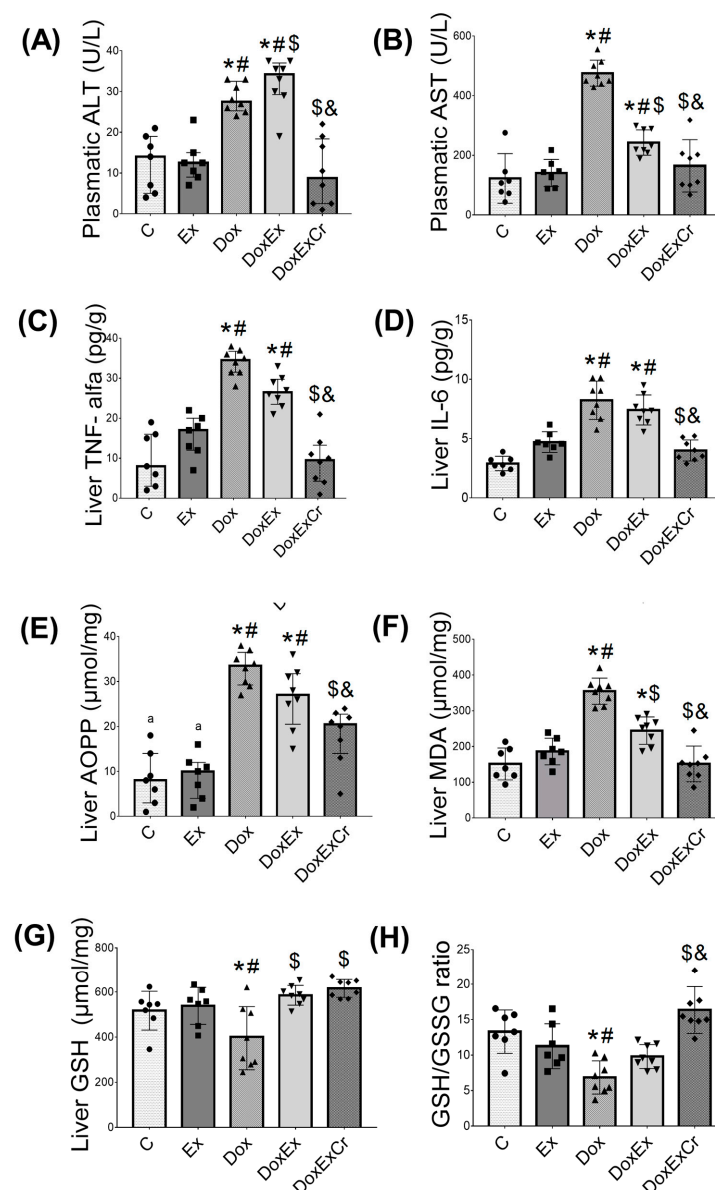 (A)
Plasmatic ALT (U/L)
40
30
20
10
0
*#
*#$
$&
C
Ex
Dox
DoxEx
DoxExCr
(B)
Plasmatic AST (U/L)
600
400
200
0
*#
*#$
$&
C
Ex
Dox
DoxEx
DoxExCr
(C)
Liver TNF- alfa (pg/g)
40
30
20
10
0
*#
*#
$&
C
Ex
Dox
DoxEx
DoxExCr
(D)
Liver IL-6 (pg/g)
15
10
5
0
*#
*#
$&
C
Ex
Dox
DoxEx
DoxExCr
(E)
Liver AOPP (μmol/mg)
40
30
20
10
0
a
a
*#
*#
$&
C
Ex
Dox
DoxEx
DoxExCr
(F)
Liver MDA (μmol/mg)
500
400
300
200
100
0
*#
*$
$&
C
Ex
Dox
DoxEx
DoxExCr
(G)
Liver GSH (μmol/mg)
800
600
400
200
0
*#
$
$
C
Ex
Dox
DoxEx
DoxExCr
(H)
GSH/GSSG ratio
25
20
15
10
5
0
*#
$&
C
Ex
Dox
DoxEx
DoxExCr